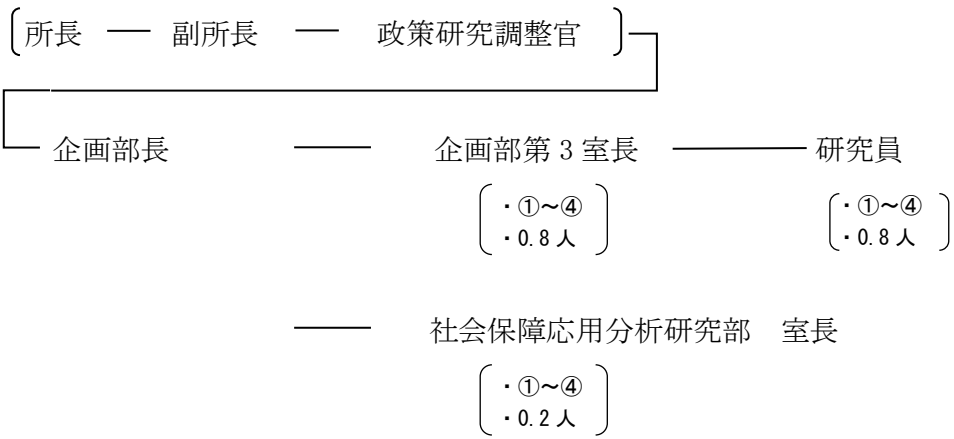 所長 ― 副所長 ― 政策研究調整官
企画部長 ― 企画部第3室長 ― 研究員
・①~④ ・①~④
・0.8人 ・0.8人
― 社会保障応用分析研究部 室長
・①~④
・0.2人